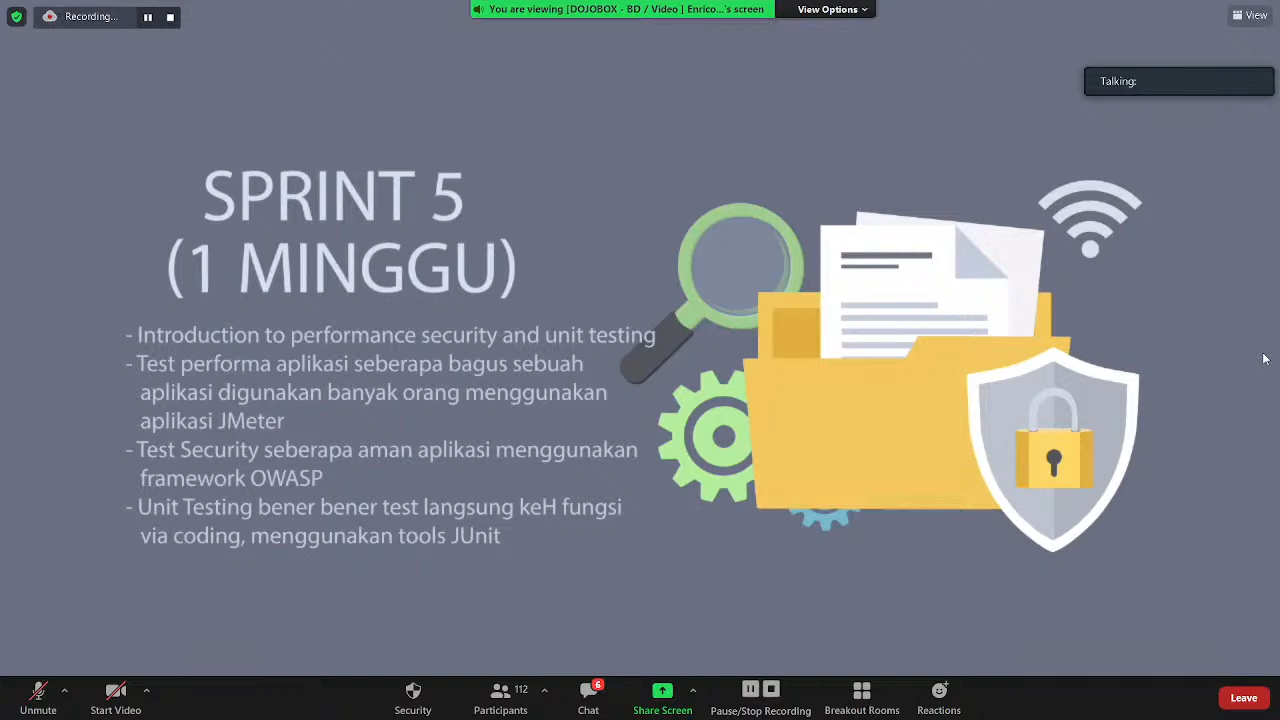 Recording...
You are viewing [DOJOBOX - BD / Video ] Enrico...'s screen
View Options
View
Talking:
SPRINT 5
(1 MINGGU)
- Introduction to performance security and unit testing
- Test performa aplikasi seberapa bagus sebuah
aplikasi digunakan banyak orang menggunakan
aplikasi JMeter
- Test Security seberapa aman aplikasi menggunakan
framework OWASP
- Unit Testing bener bener test langsung keH fungsi
via coding, menggunakan tools JUnit
Unmute
Start Video
Security
112
Participants
6
Chat
Share Screen
Pause/Stop Recording
Breakout Rooms
Reactions
Leave